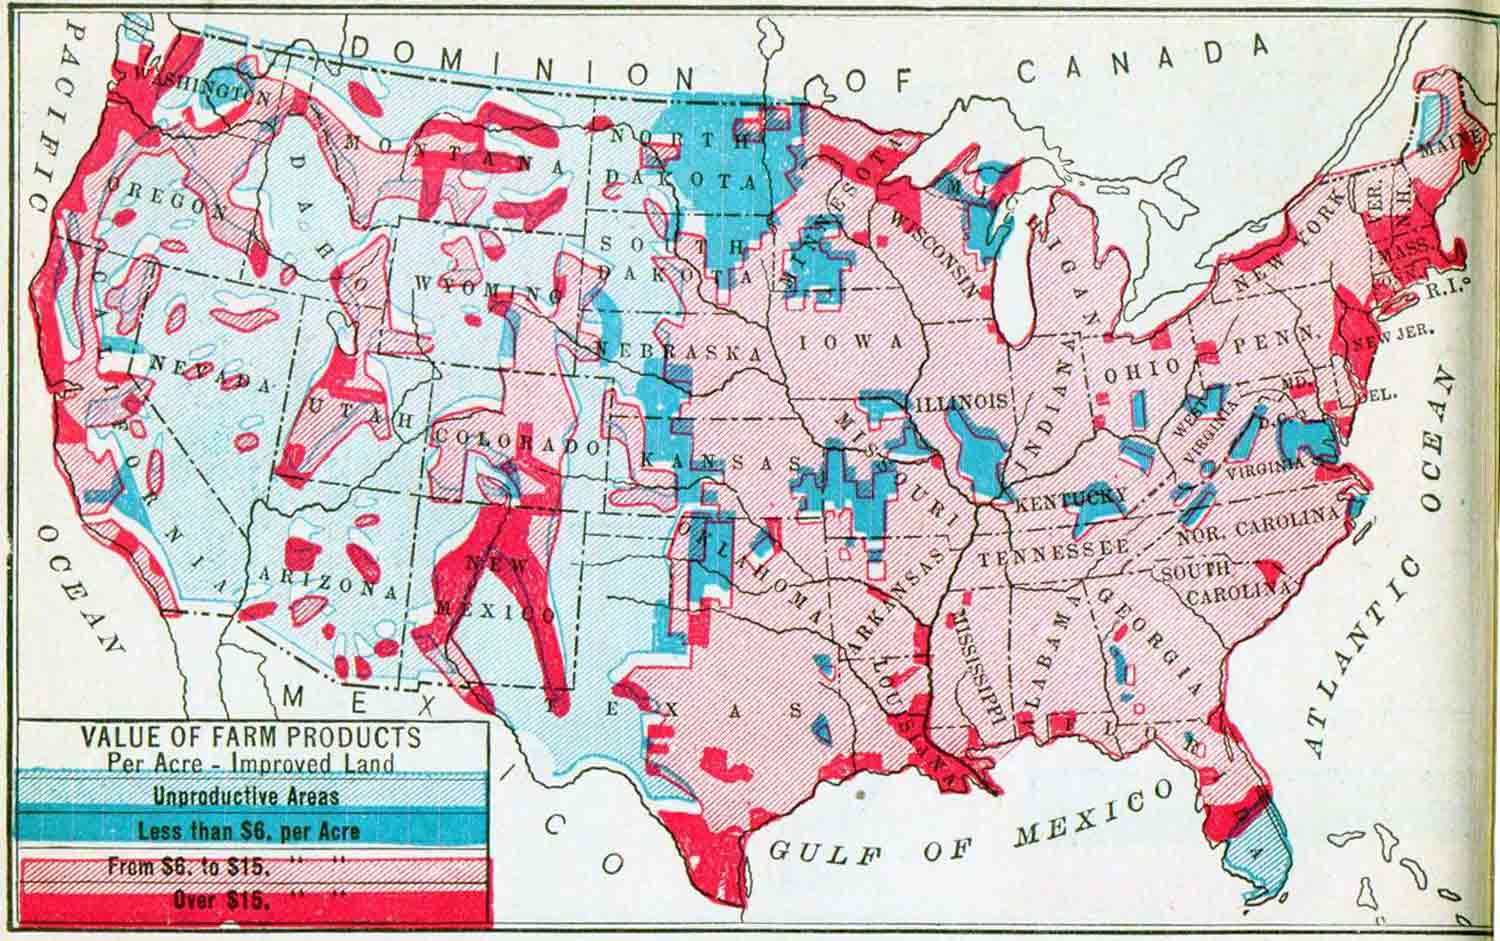 DOMINION OF CANADA
PACIFIC
OCEAN
WASHINGTON
OREGON
CALIFORNIA
IDAHO
NEVADA
MONTANA
WYOMING
UTAH
COLORADO
ARIZONA
NEW
MEXICO
NORTH
DAKOTA
SOUTH
DAKOTA
NEBRASKA
KANSAS
OKLAHOMA
TEXAS
MINNESOTA
IOWA
MISSOURI
ARKANSAS
LOUISIANA
WISCONSIN
MICHIGAN
ILLINOIS
INDIANA
OHIO
KENTUCKY
TENNESSEE
MISSISSIPPI
ALABAMA
GEORGIA
FLORIDA
SOUTH
CAROLINA
NOR. CAROLINA
VIRGINIA
WEST
VIRGINIA
D.C.
MD.
DEL.
PENN.
NEW JER.
NEW YORK
CONN.
R.I.
MASS.
VER.
N.H.
MAINE
ATLANTIC OCEAN
GULF OF MEXICO
MEXICO
VALUE OF FARM PRODUCTS
Per Acre - Improved Land
Unproductive Areas
Less than $6. per Acre
From $6. to $15. " "
Over $15. " "